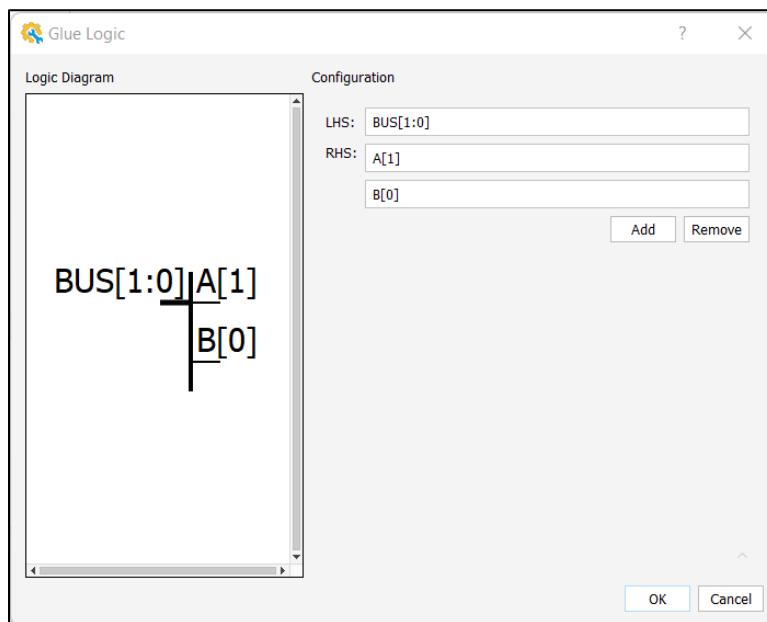 Glue Logic ?
Logic Diagram
BUS[1:0] A[1]
B[0]
Configuration
LHS: BUS[1:0]
RHS: A[1]
B[0]
Add Remove
OK Cancel